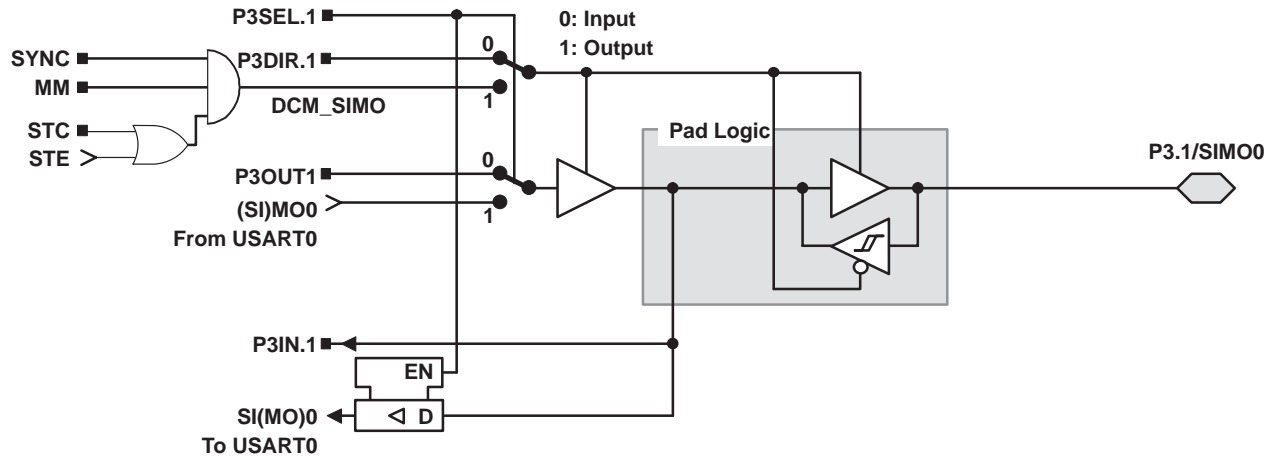 P3SEL.1
0: Input
1: Output
SYNC
MM
STC
STE
P3DIR.1
0
1
DCM_SIMO
Pad Logic
P3.1/SIMO0
P3OUT1
0
(SI)MO0
1
From USART0
P3IN.1
EN
SI(MO)0
D
To USART0